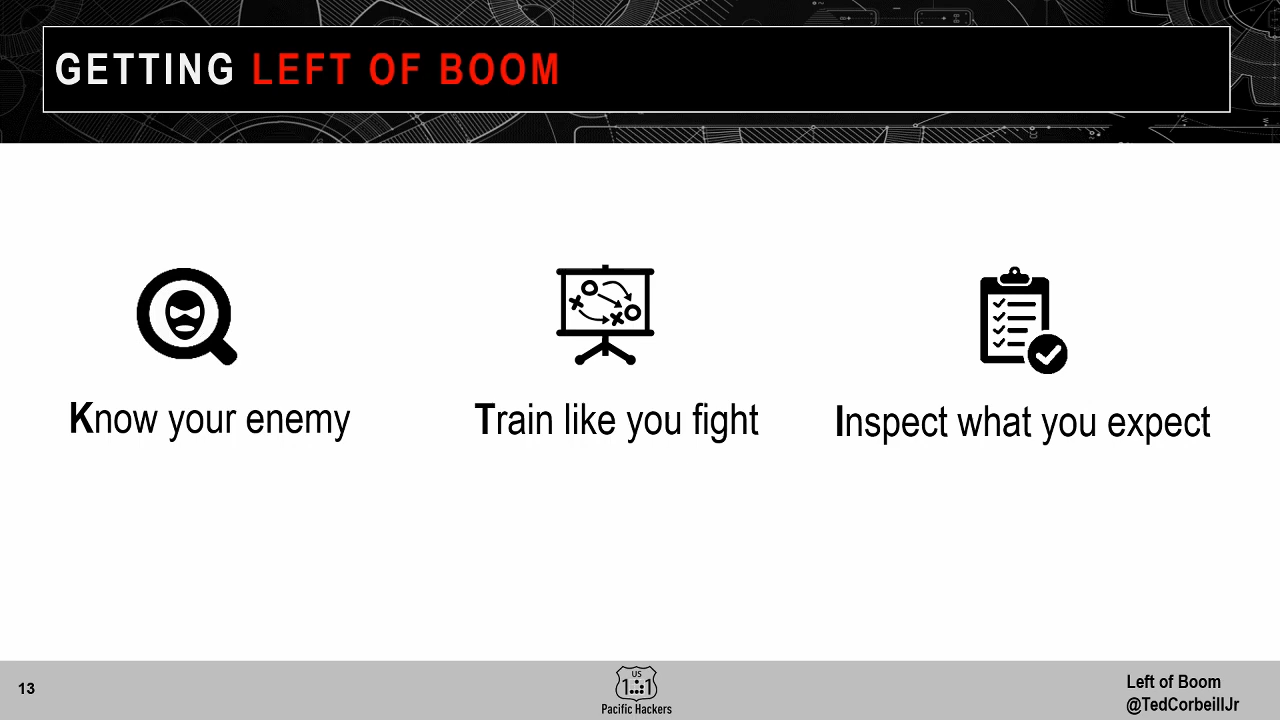 GETTING LEFT OF BOOM
Know your enemy
Train like you fight
Inspect what you expect
13
US
1.:1
Pacific Hackers
Left of Boom
@TedCorbeillJr